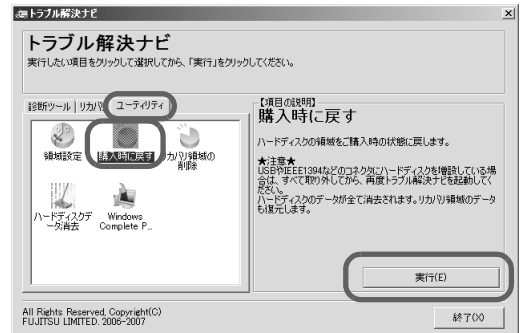 トラブル解決ナビ
トラブル解決ナビ
実行したい項目をクリックして選択してから、「実行」をクリックしてください。
診断ツール
リカバリ
ユーティリティ
領域設定
購入時に戻す
リカバリ領域の
削除
ハードディスクデ
ータ消去
Windows
Complete P...
【項目の説明】
購入時に戻す
ハードディスクの領域をご購入時の状態に戻します。
★注意★
USBやIEEE1394などのコネクタにハードディスクを増設している場
合は、すべて取り外してから、再度トラブル解決ナビを起動してく
ださい。
ハードディスクのデータが全て消去されます。リカバリ領域のデータ
も復元します。
実行(E)
All Rights Reserved, Copyright(C)
FUJITSU LIMITED. 2006-2007
終了(X)